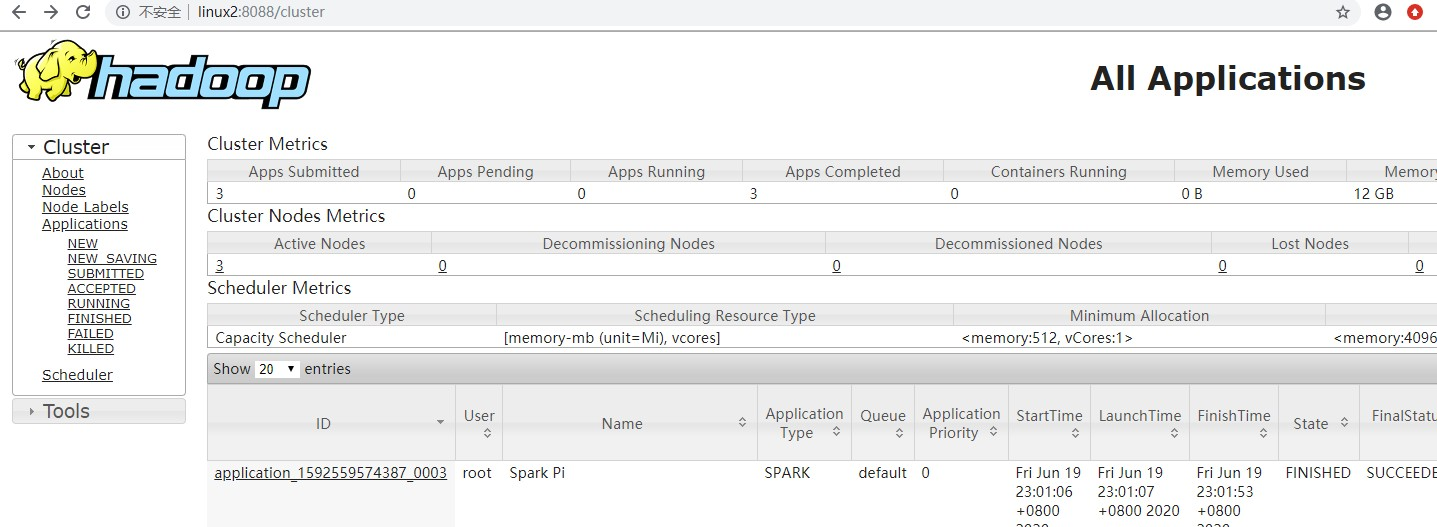 不安全 | linux2:8088/cluster
hadoop
All Applications
Cluster
About
Nodes
Node Labels
Applications
NEW
NEW_SAVING
SUBMITTED
ACCEPTED
RUNNING
FINISHED
FAILED
KILLED
Scheduler
Tools
Cluster Metrics
Apps Submitted Apps Pending Apps Running Apps Completed Containers Running Memory Used Memory
3 0 0 3 0 0 B 12 GB
Cluster Nodes Metrics
Active Nodes Decommissioning Nodes Decommissioned Nodes Lost Nodes
3 0 0 0 0
Scheduler Metrics
Scheduler Type Scheduling Resource Type Minimum Allocation
Capacity Scheduler [memory-mb (unit=Mi), vcores] <memory:512, vCores:1> <memory:4096
Show 20 entries
ID User Name Application Type Queue Application Priority StartTime LaunchTime FinishTime State FinalStatu
application_1592559574387_0003 root Spark Pi SPARK default 0 Fri Jun 19 Fri Jun 19 Fri Jun 19 FINISHED SUCCEEDE
23:01:06 23:01:07 23:01:53
+0800 +0800 2020 +0800
2020 2020